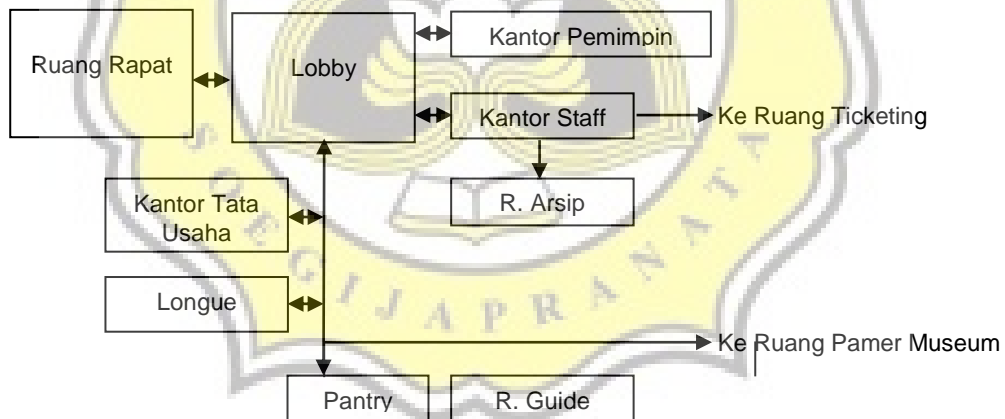 Ruang Rapat
Lobby
Kantor Pemimpin
Kantor Staff
Ke Ruang Ticketing
R. Arsip
Kantor Tata
Usaha
Longue
Ke Ruang Pamer Museum
Pantry
R. Guide
SOEGIJAPRANATA